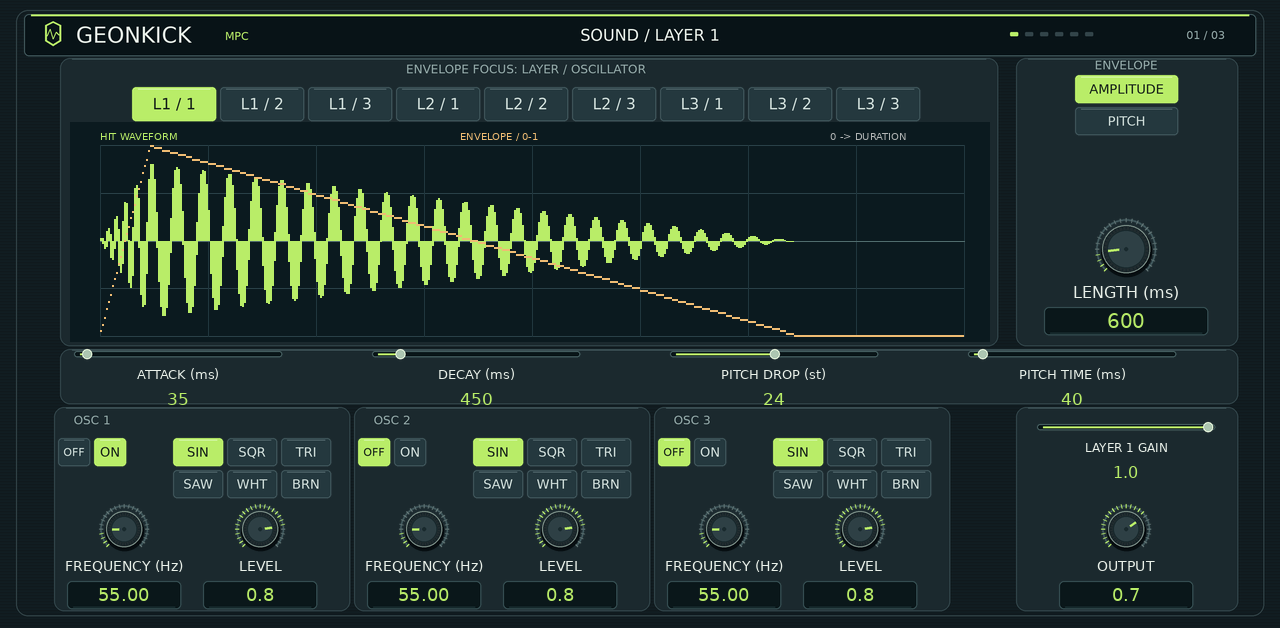 GEONKICK MPC SOUND / LAYER 1 01 / 03
ENVELOPE FOCUS: LAYER / OSCILLATOR
L1 / 1 L1 / 2 L1 / 3 L2 / 1 L2 / 2 L2 / 3 L3 / 1 L3 / 2 L3 / 3
HIT WAVEFORM ENVELOPE / 0-1 0 -> DURATION
ENVELOPE
AMPLITUDE
PITCH
LENGTH (ms)
600
ATTACK (ms) DECAY (ms) PITCH DROP (st) PITCH TIME (ms)
35 450 24 40
OSC 1
OFF ON SIN SQR TRI
SAW WHT BRN
FREQUENCY (Hz) LEVEL
55.00 0.8
OSC 2
OFF ON SIN SQR TRI
SAW WHT BRN
FREQUENCY (Hz) LEVEL
55.00 0.8
OSC 3
OFF ON SIN SQR TRI
SAW WHT BRN
FREQUENCY (Hz) LEVEL
55.00 0.8
LAYER 1 GAIN
1.0
OUTPUT
0.7